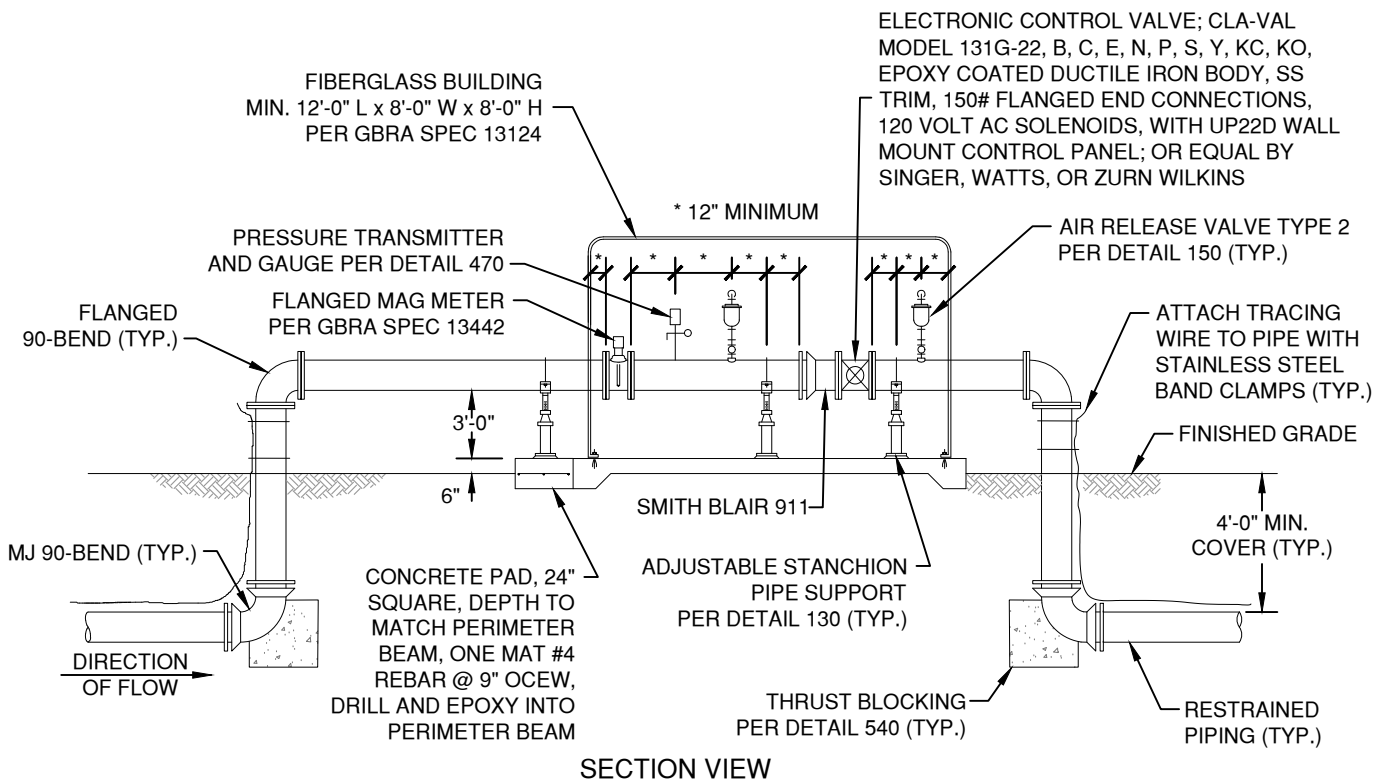 ELECTRONIC CONTROL VALVE; CLA-VAL
MODEL 131G-22, B, C, E, N, P, S, Y, KC, KO,
EPOXY COATED DUCTILE IRON BODY, SS
TRIM, 150# FLANGED END CONNECTIONS,
120 VOLT AC SOLENOIDS, WITH UP22D WALL
MOUNT CONTROL PANEL; OR EQUAL BY
SINGER, WATTS, OR ZURN WILKINS
FIBERGLASS BUILDING
MIN. 12'-0" L x 8'-0" W x 8'-0" H
PER GBRA SPEC 13124
* 12" MINIMUM
PRESSURE TRANSMITTER
AND GAUGE PER DETAIL 470
AIR RELEASE VALVE TYPE 2
PER DETAIL 150 (TYP.)
* * * * * * * *
FLANGED MAG METER
PER GBRA SPEC 13442
FLANGED
90-BEND (TYP.)
ATTACH TRACING
WIRE TO PIPE WITH
STAINLESS STEEL
BAND CLAMPS (TYP.)
3'-0"
FINISHED GRADE
6"
SMITH BLAIR 911
4'-0" MIN.
COVER (TYP.)
MJ 90-BEND (TYP.)
CONCRETE PAD, 24"
SQUARE, DEPTH TO
MATCH PERIMETER
BEAM, ONE MAT #4
REBAR @ 9" OCEW,
DRILL AND EPOXY INTO
PERIMETER BEAM
ADJUSTABLE STANCHION
PIPE SUPPORT
PER DETAIL 130 (TYP.)
DIRECTION
OF FLOW
THRUST BLOCKING
PER DETAIL 540 (TYP.)
RESTRAINED
PIPING (TYP.)
SECTION VIEW